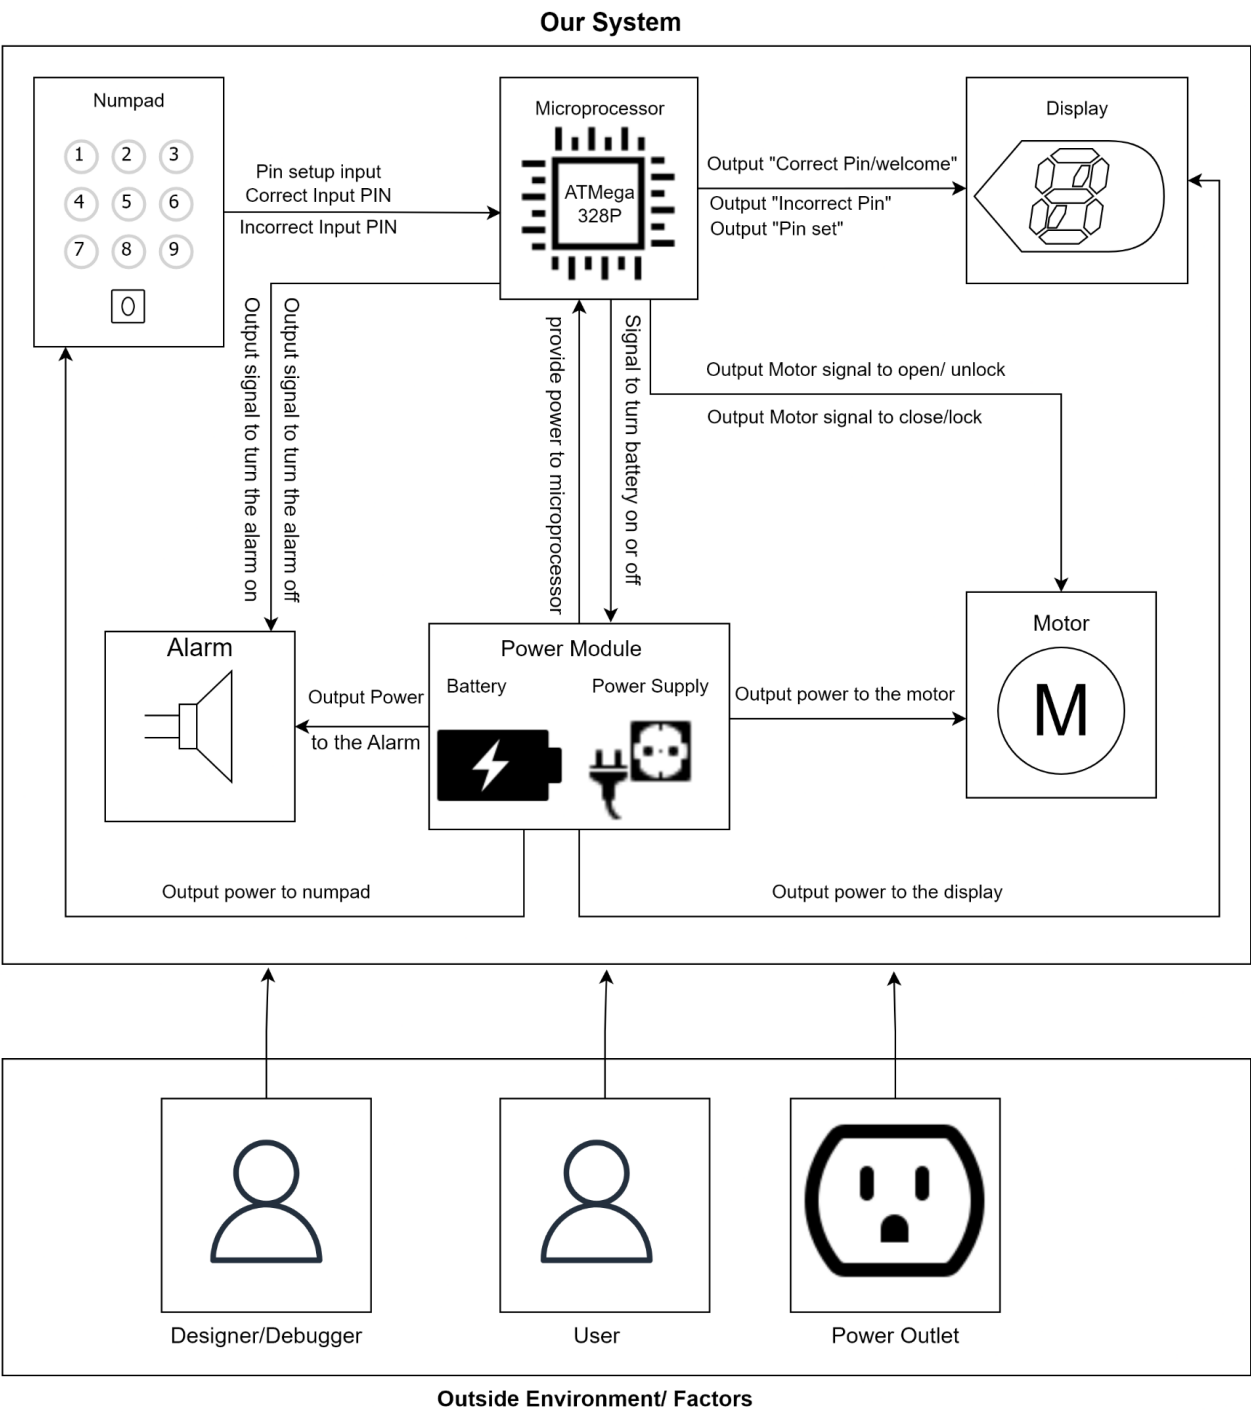 Our System
Numpad
1 2 3
4 5 6
7 8 9
0
Pin setup input
Correct Input PIN
Incorrect Input PIN
Microprocessor
ATMega
328P
Output "Correct Pin/welcome"
Output "Incorrect Pin"
Output "Pin set"
Display
Output signal to turn the alarm on
Output signal to turn the alarm off
provide power to microprocessor
Signal to turn battery on or off
Output Motor signal to open/ unlock
Output Motor signal to close/lock
Alarm
Output Power
to the Alarm
Power Module
Battery
Power Supply
Output power to the motor
Motor
M
Output power to numpad
Output power to the display
Designer/Debugger
User
Power Outlet
Outside Environment/ Factors